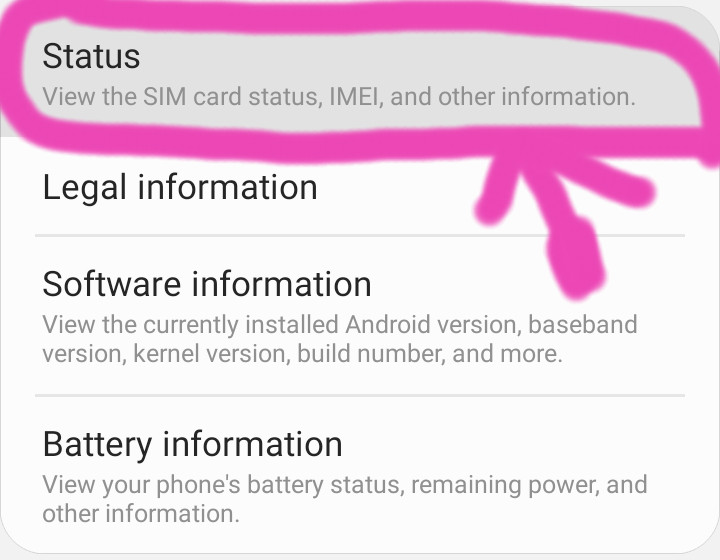 Status
View the SIM card status, IMEI, and other information.
Legal information
Software information
View the currently installed Android version, baseband
version, kernel version, build number, and more.
Battery information
View your phone's battery status, remaining power, and
other information.